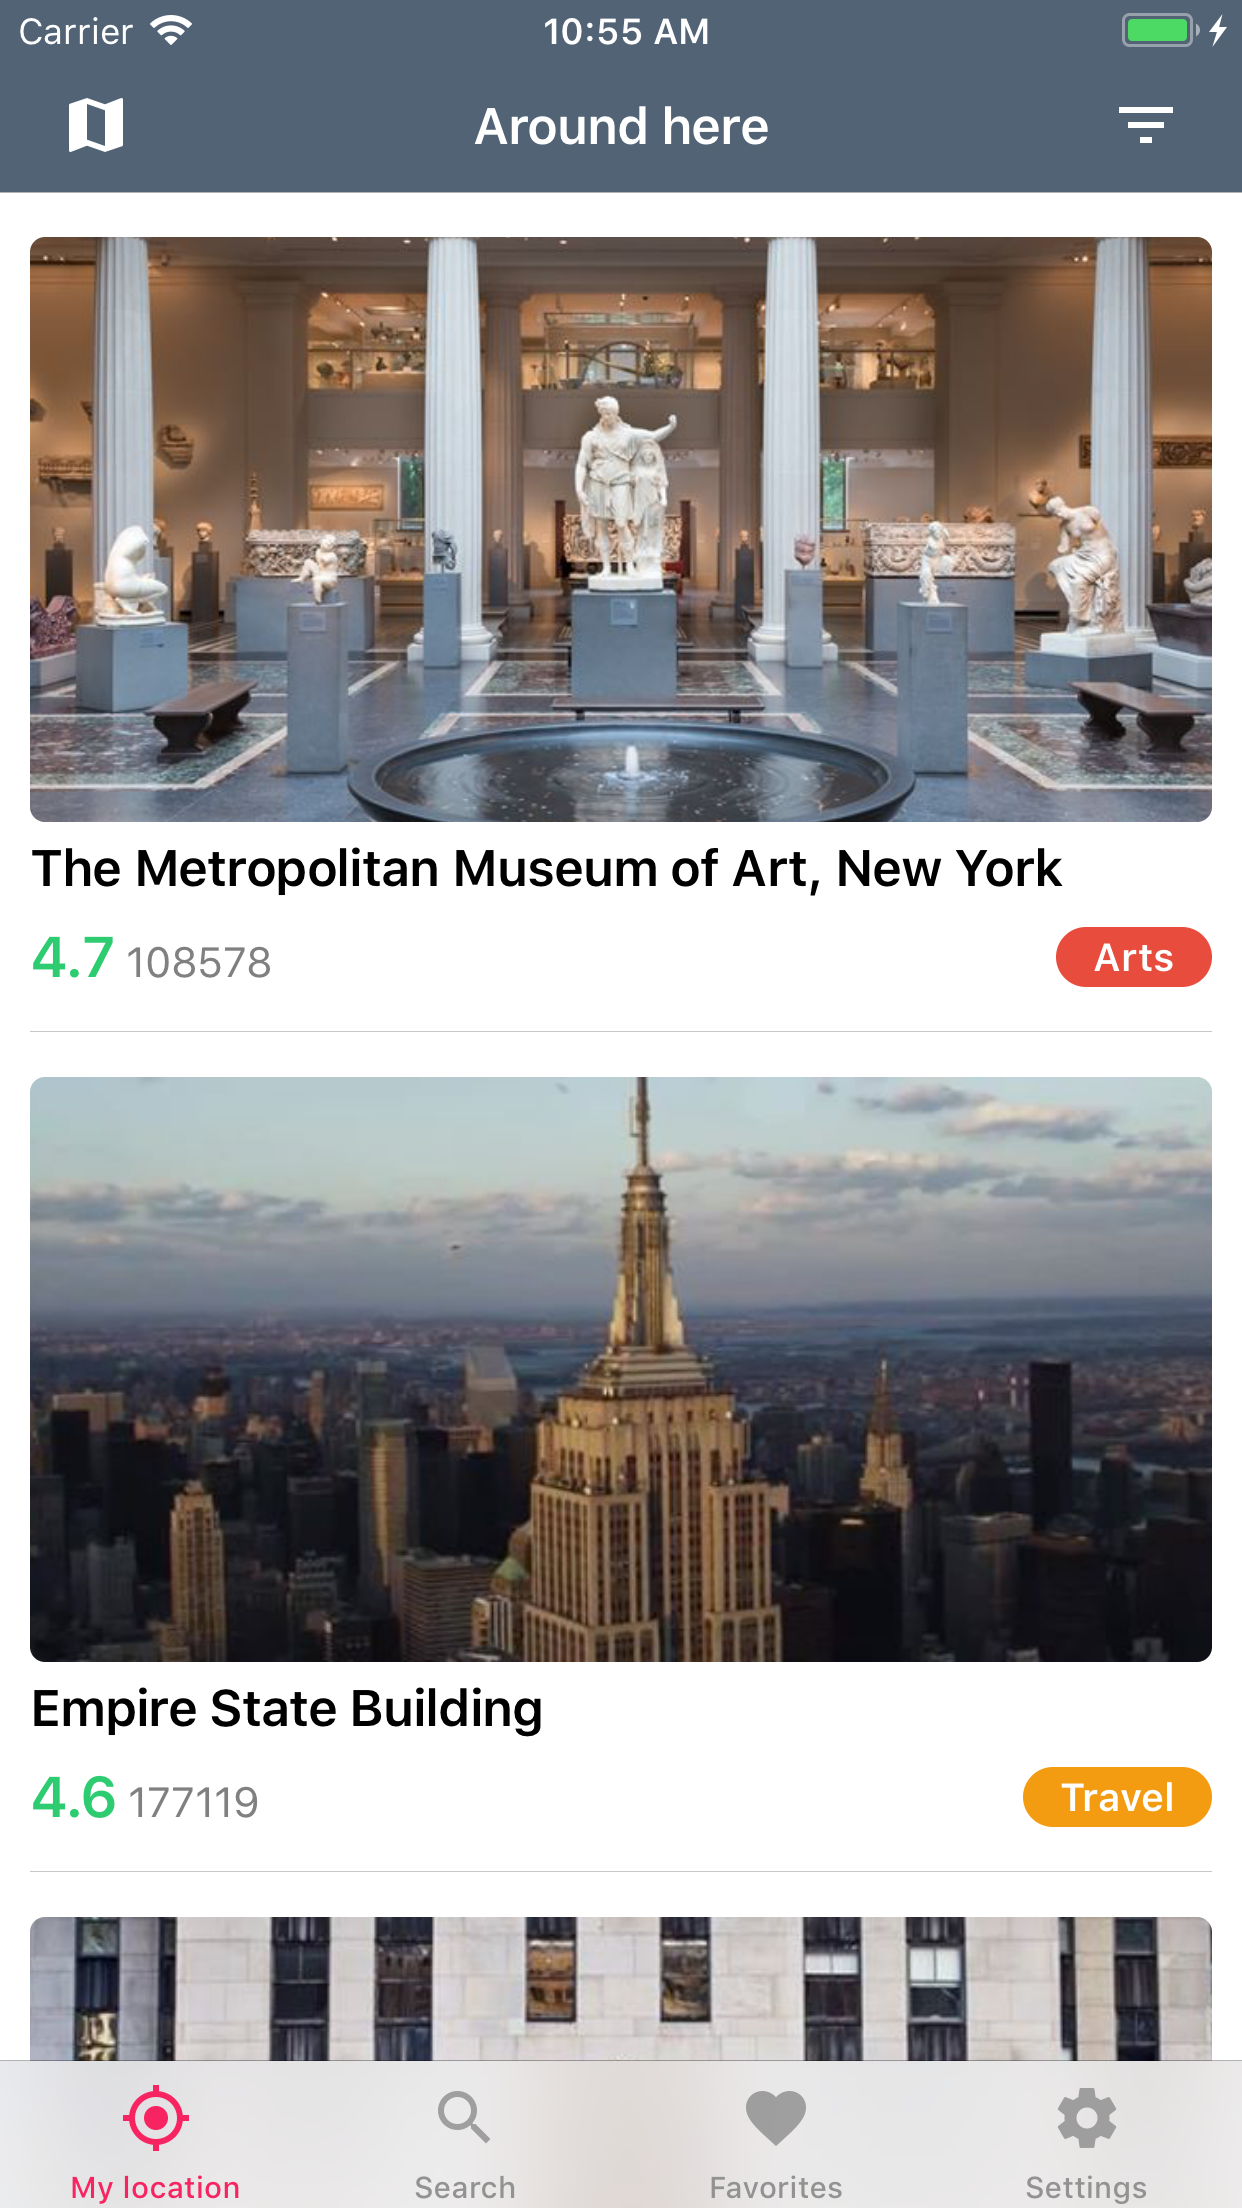 Carrier 10:55 AM
Around here
The Metropolitan Museum of Art, New York
4.7 108578 Arts
Empire State Building
4.6 177119 Travel
My location Search Favorites Settings